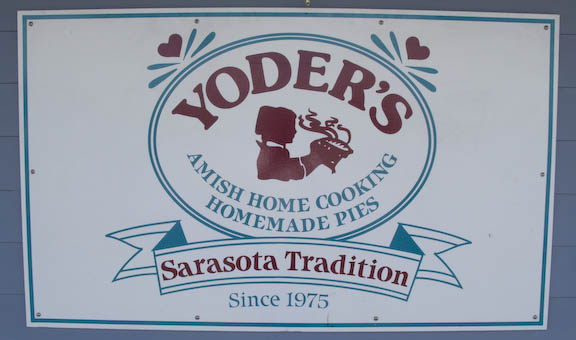 YODER'S
AMISH HOME COOKING
HOMEMADE PIES
Sarasota Tradition
Since 1975